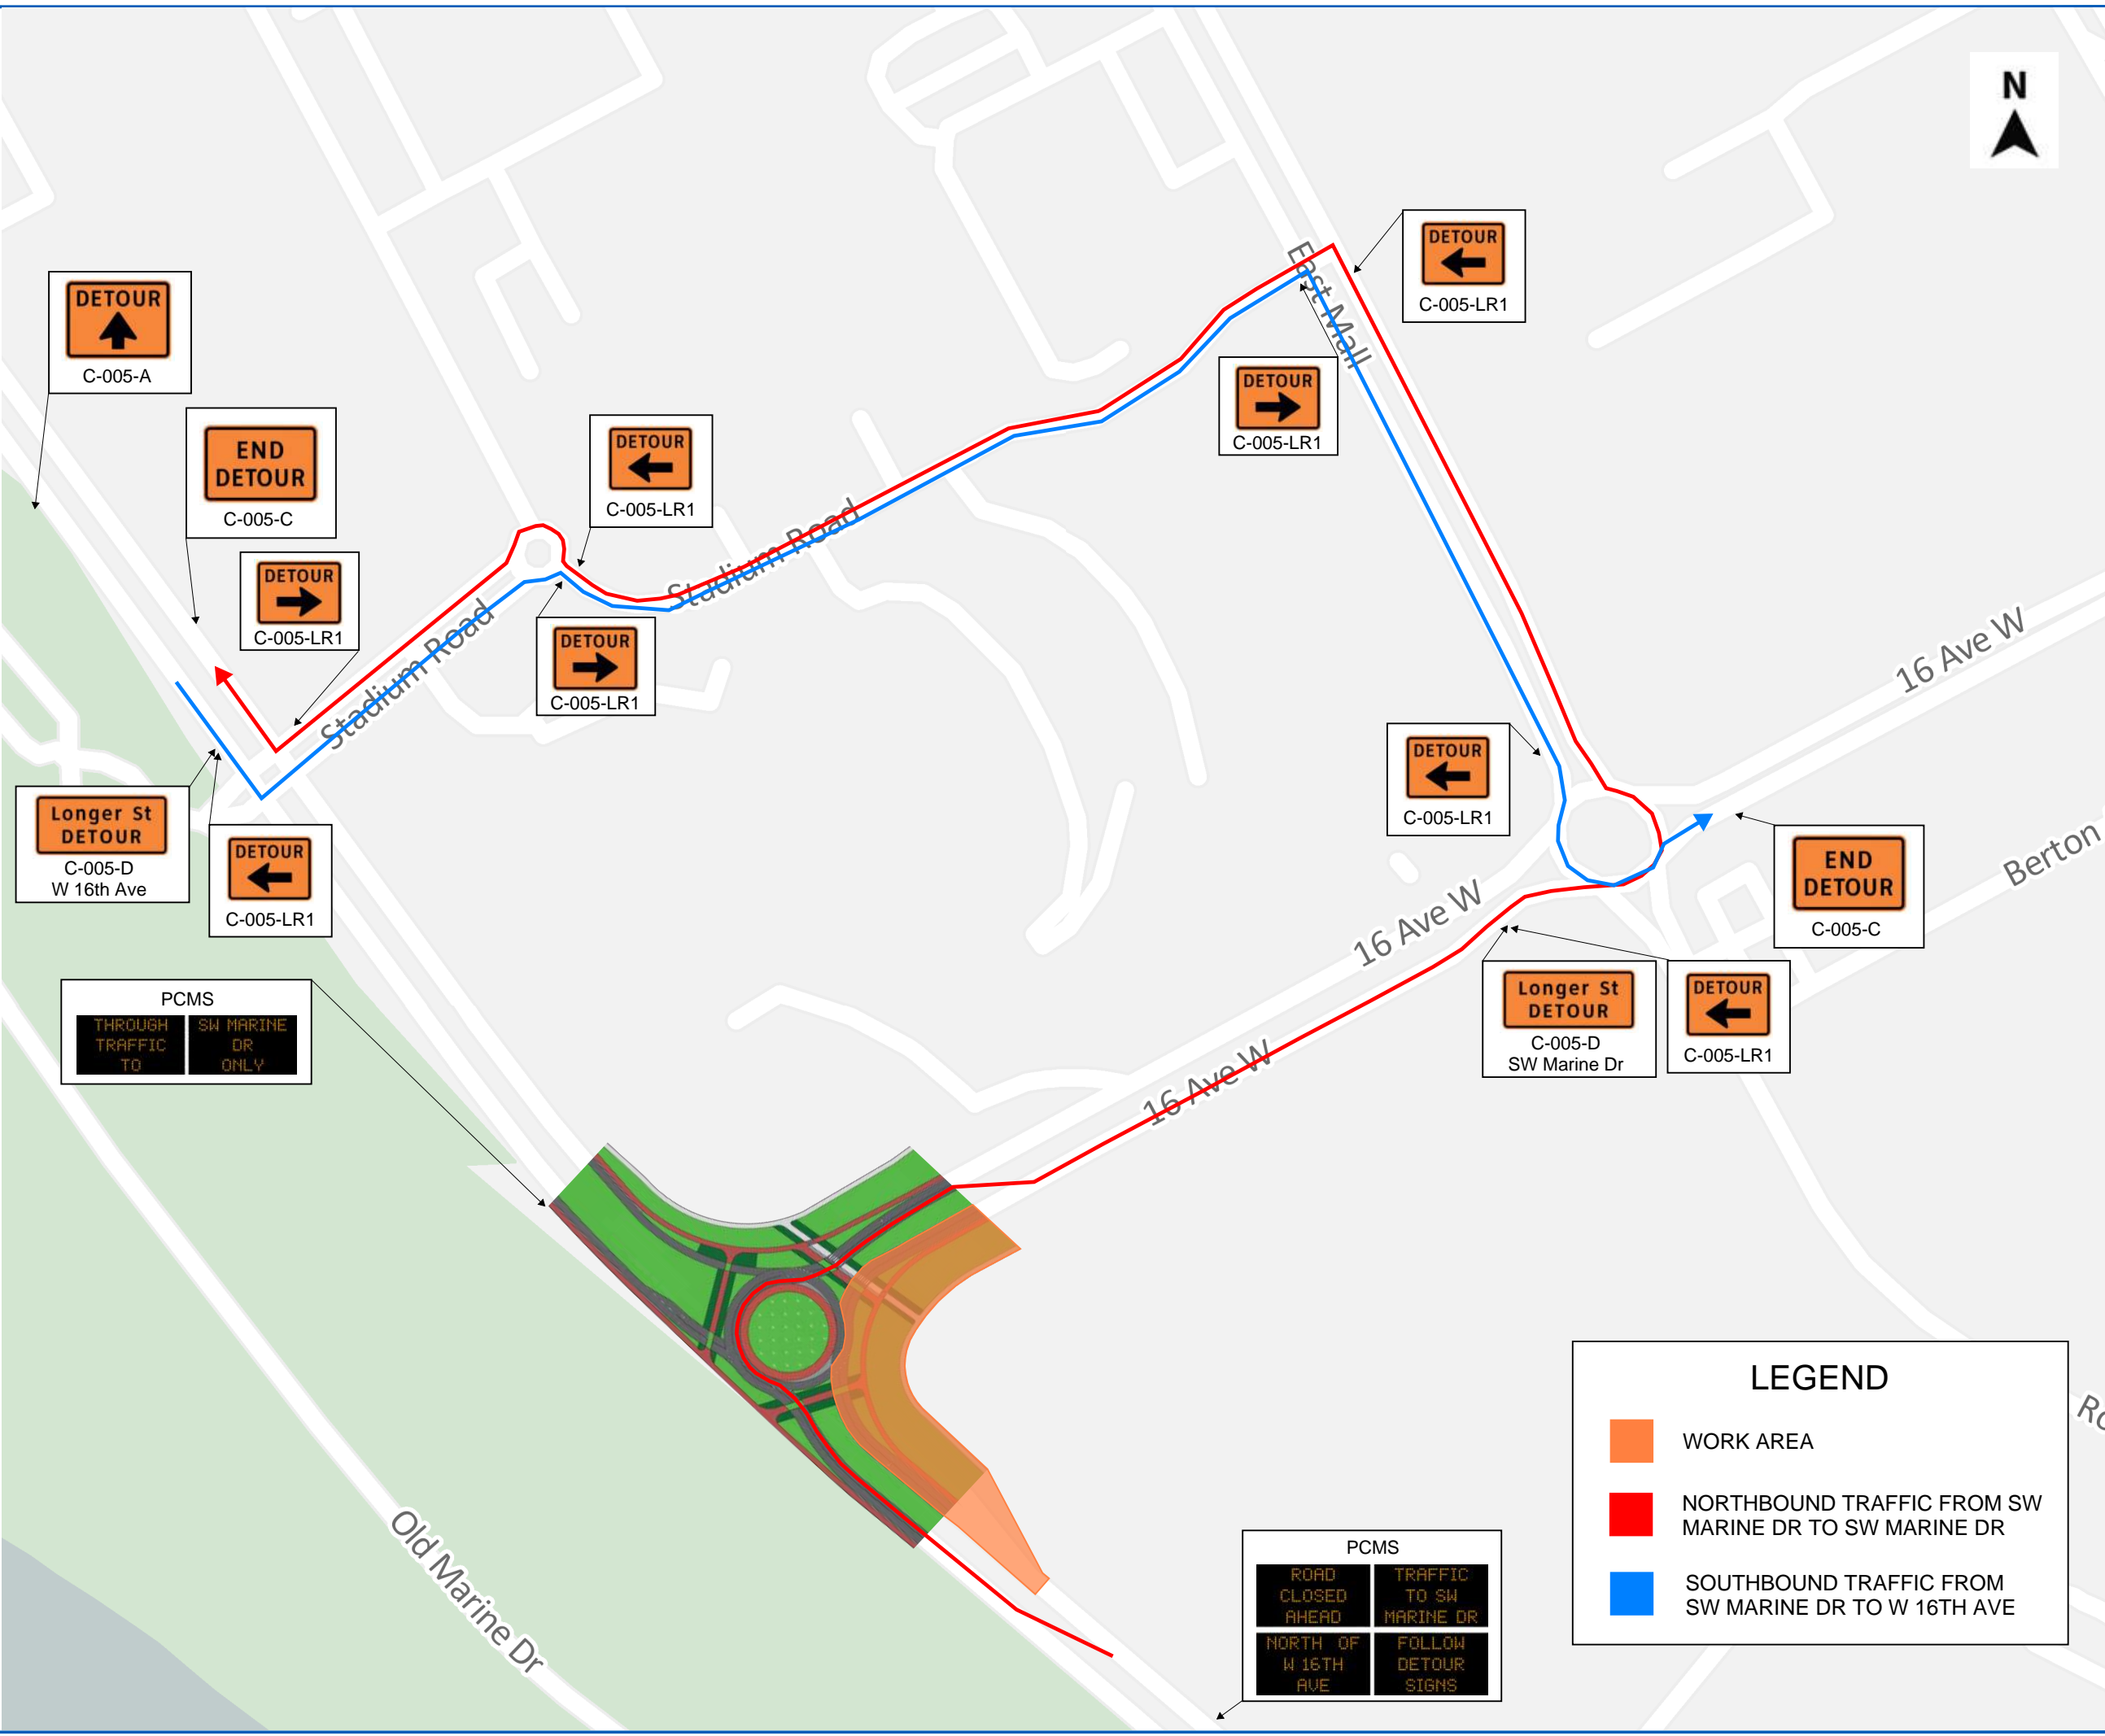 N
DETOUR
C-005-LR1
East Mall
DETOUR
C-005-A
DETOUR
C-005-LR1
END
DETOUR
C-005-C
DETOUR
C-005-LR1
Stadium Road
DETOUR
C-005-LR1
Stadium Road
DETOUR
C-005-LR1
16 Ave W
DETOUR
C-005-LR1
Longer St
DETOUR
C-005-D
W 16th Ave
DETOUR
C-005-LR1
Berton
END
DETOUR
C-005-C
16 Ave W
Longer St
DETOUR
C-005-D
SW Marine Dr
DETOUR
C-005-LR1
PCMS
THROUGH
TRAFFIC
TO
SW MARINE
DR
ONLY
16 Ave W
LEGEND
WORK AREA
NORTHBOUND TRAFFIC FROM SW
MARINE DR TO SW MARINE DR
SOUTHBOUND TRAFFIC FROM
SW MARINE DR TO W 16TH AVE
Old Marine Dr
PCMS
ROAD
CLOSED
AHEAD
TRAFFIC
TO SW
MARINE DR
NORTH OF
W 16TH
AVE
FOLLOW
DETOUR
SIGNS